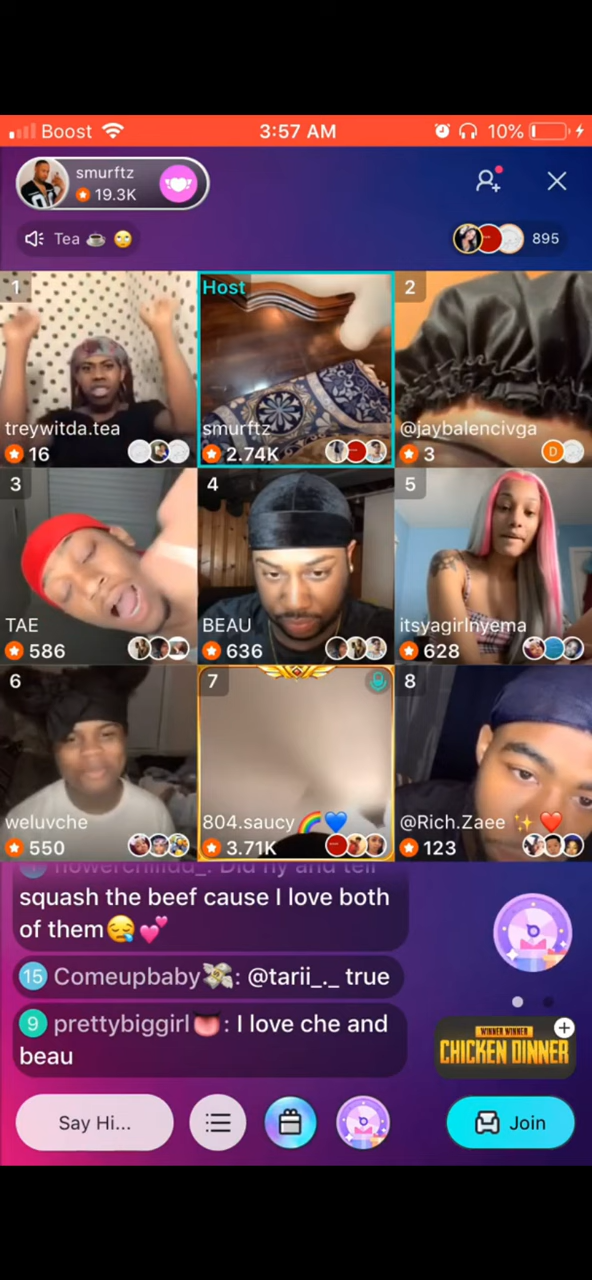 Boost
3:57 AM
10%
smurftz
19.3K
Tea ☕ 🙄
895
1
treywitda.tea
16
Host
smurftz
2.74K
2
@jaybalencivga
3
D
3
TAE
586
4
BEAU
636
5
itsyagirlnyema
628
6
weluvche
550
7
804.saucy 🌈💙
3.71K
8
@Rich.Zaee ✨ ❤️
123
squash the beef cause I love both
of them😪💕
15 Comeupbaby💸: @tarii_._ true
9 prettybiggirl👅: I love che and
beau
WINNER WINNER
CHICKEN DINNER
Say Hi...
Join